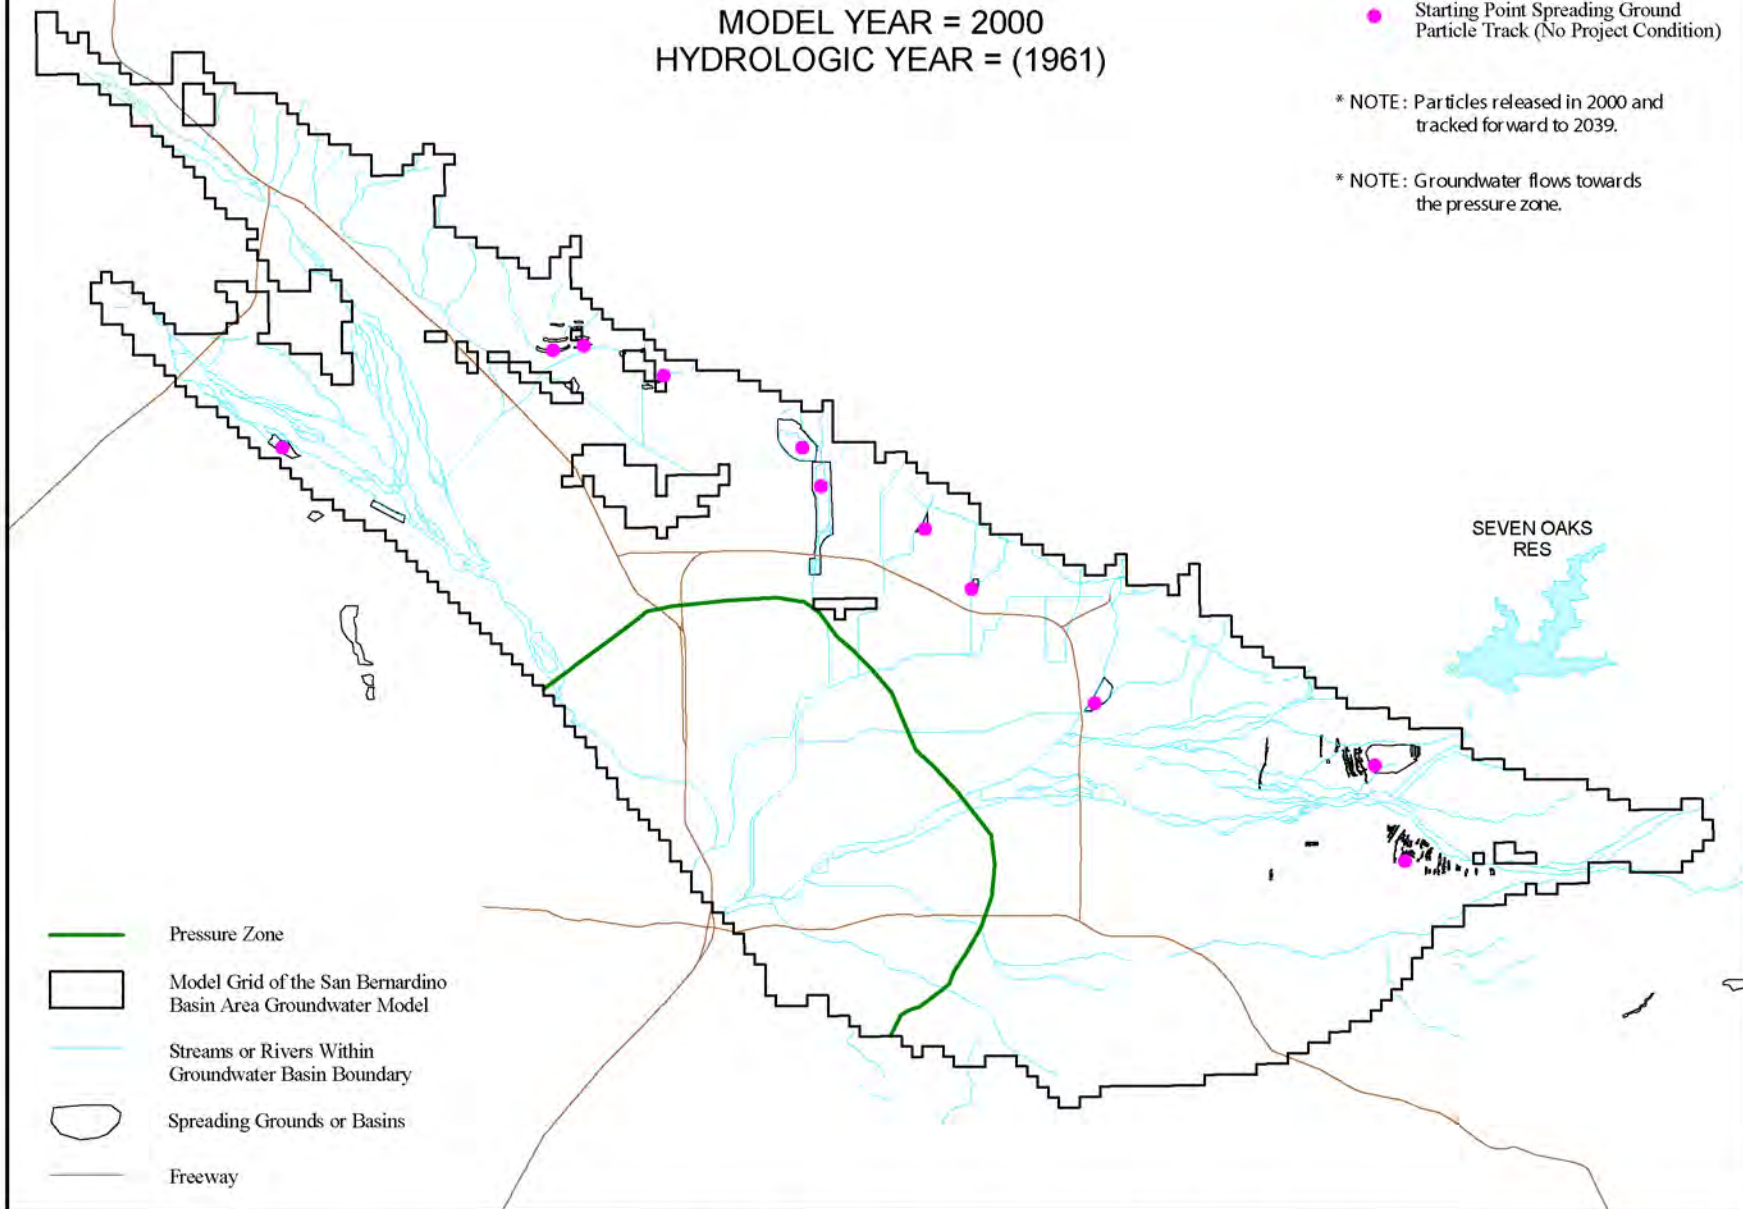 MODEL YEAR = 2000
HYDROLOGIC YEAR = (1961)
Starting Point Spreading Ground
Particle Track (No Project Condition)
* NOTE: Particles released in 2000 and
tracked forward to 2039.
* NOTE: Groundwater flows towards
the pressure zone.
SEVEN OAKS
RES
Pressure Zone
Model Grid of the San Bernardino
Basin Area Groundwater Model
Streams or Rivers Within
Groundwater Basin Boundary
Spreading Grounds or Basins
Freeway